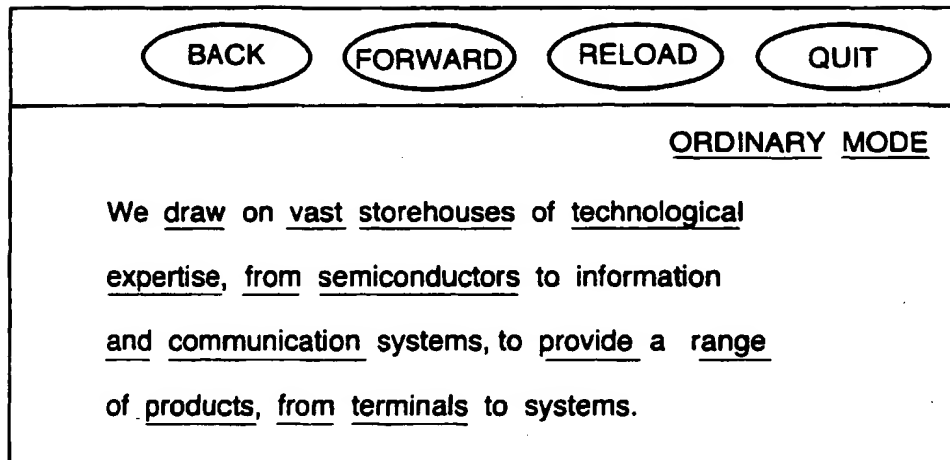 BACK FORWARD RELOAD QUIT
ORDINARY MODE
We draw on vast storehouses of technological
expertise, from semiconductors to information
and communication systems, to provide a range
of products, from terminals to systems.